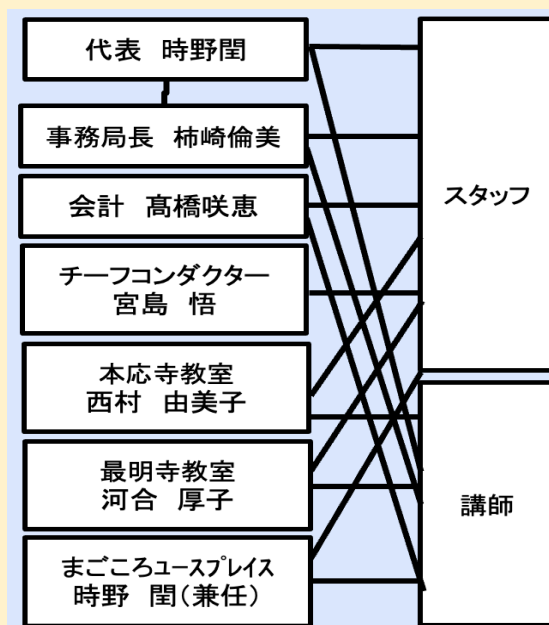 代表　時野閏
事務局長　柿崎倫美
会計　髙橋咲恵
チーフコンダクター
宮島　悟
本応寺教室
西村　由美子
最明寺教室
河合　厚子
まごころユースプレイス
時野　閏（兼任）
スタッフ
講師